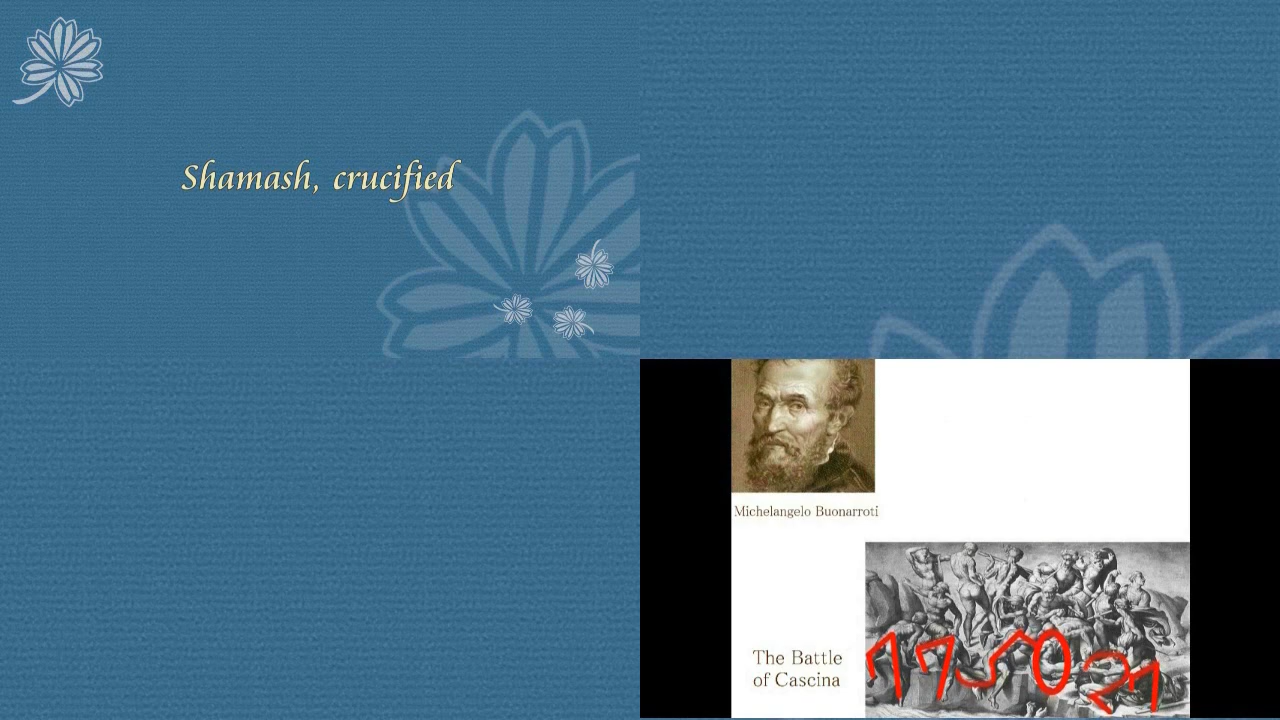 Shamash, crucified
Michelangelo Buonarroti
The Battle
of Cascina